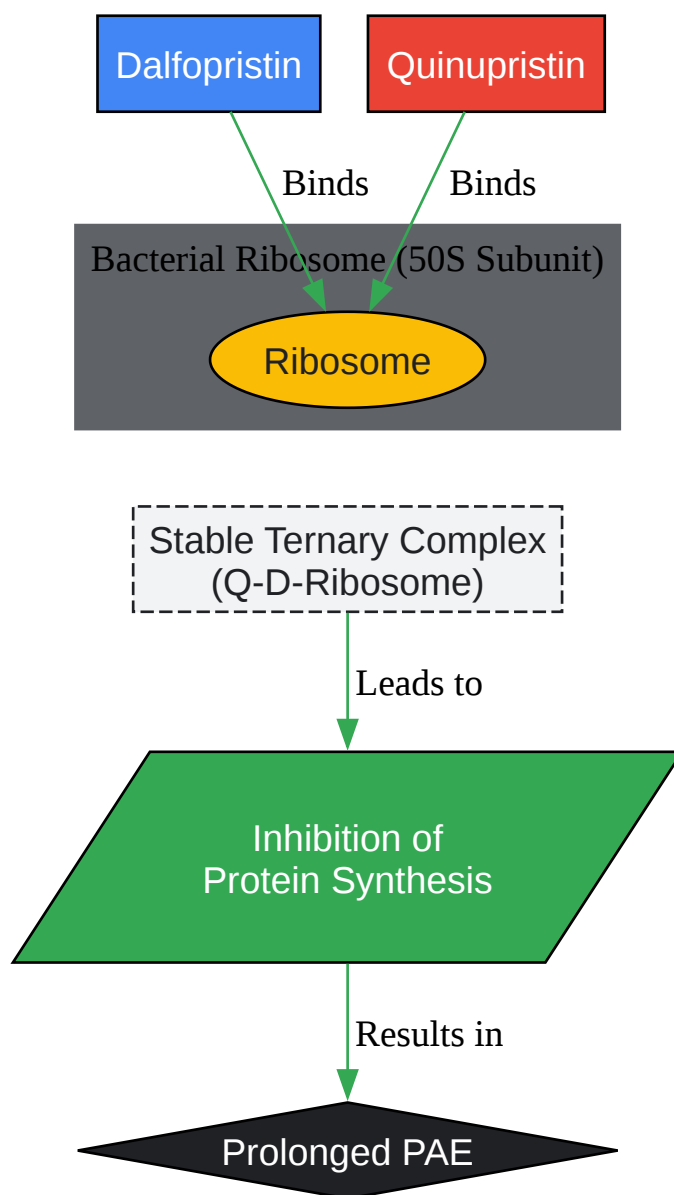 Dalfopristin
Quinupristin
Binds
Binds
Bacterial Ribosome (50S Subunit)
Ribosome
Stable Ternary Complex
(Q-D-Ribosome)
Leads to
Inhibition of
Protein Synthesis
Results in
Prolonged PAE